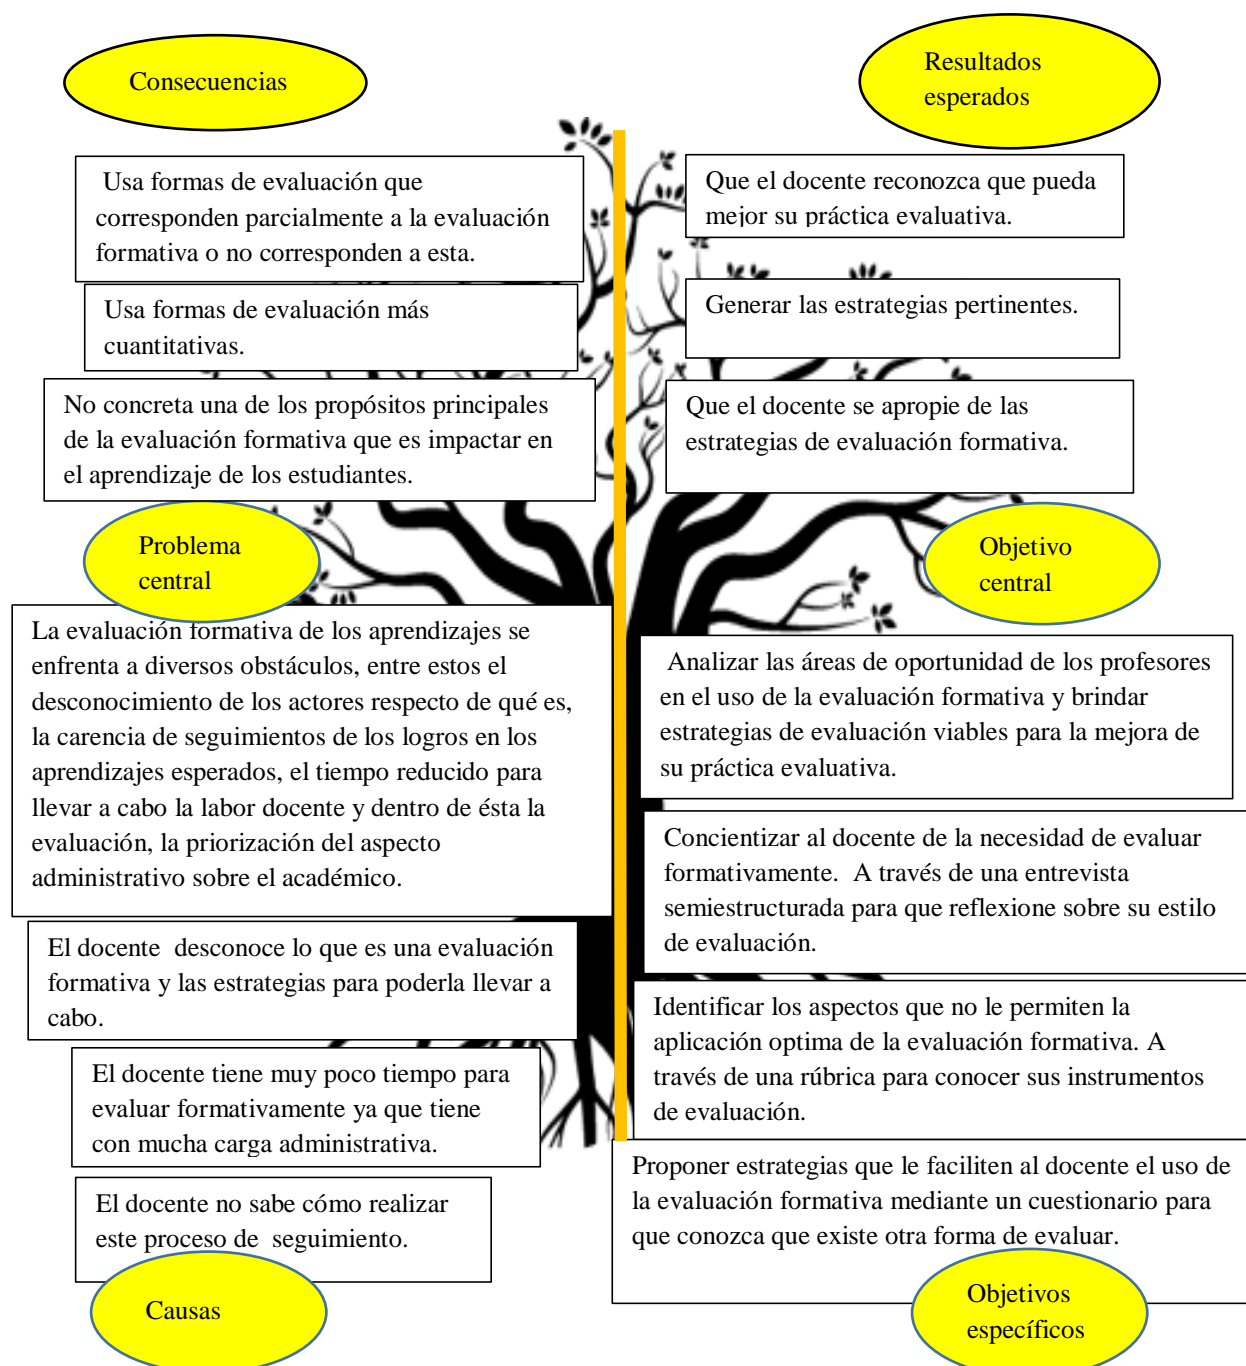 Consecuencias
Usa formas de evaluación que
corresponden parcialmente a la evaluación
formativa o no corresponden a esta.
Usa formas de evaluación más
cuantitativas.
No concreta una de los propósitos principales
de la evaluación formativa que es impactar en
el aprendizaje de los estudiantes.
Problema
central
La evaluación formativa de los aprendizajes se
enfrenta a diversos obstáculos, entre estos el
desconocimiento de los actores respecto de qué es,
la carencia de seguimientos de los logros en los
aprendizajes esperados, el tiempo reducido para
llevar a cabo la labor docente y dentro de ésta la
evaluación, la priorización del aspecto
administrativo sobre el académico.
El docente desconoce lo que es una evaluación
formativa y las estrategias para poderla llevar a
cabo.
El docente tiene muy poco tiempo para
evaluar formativamente ya que tiene
con mucha carga administrativa.
El docente no sabe cómo realizar
este proceso de seguimiento.
Causas
Resultados
esperados
Que el docente reconozca que pueda
mejor su práctica evaluativa.
Generar las estrategias pertinentes.
Que el docente se apropie de las
estrategias de evaluación formativa.
Objetivo
central
Analizar las áreas de oportunidad de los profesores
en el uso de la evaluación formativa y brindar
estrategias de evaluación viables para la mejora de
su práctica evaluativa.
Concientizar al docente de la necesidad de evaluar
formativamente. A través de una entrevista
semiestructurada para que reflexione sobre su estilo
de evaluación.
Identificar los aspectos que no le permiten la
aplicación optima de la evaluación formativa. A
través de una rúbrica para conocer sus instrumentos
de evaluación.
Proponer estrategias que le faciliten al docente el uso de
la evaluación formativa mediante un cuestionario para
que conozca que existe otra forma de evaluar.
Objetivos
específicos